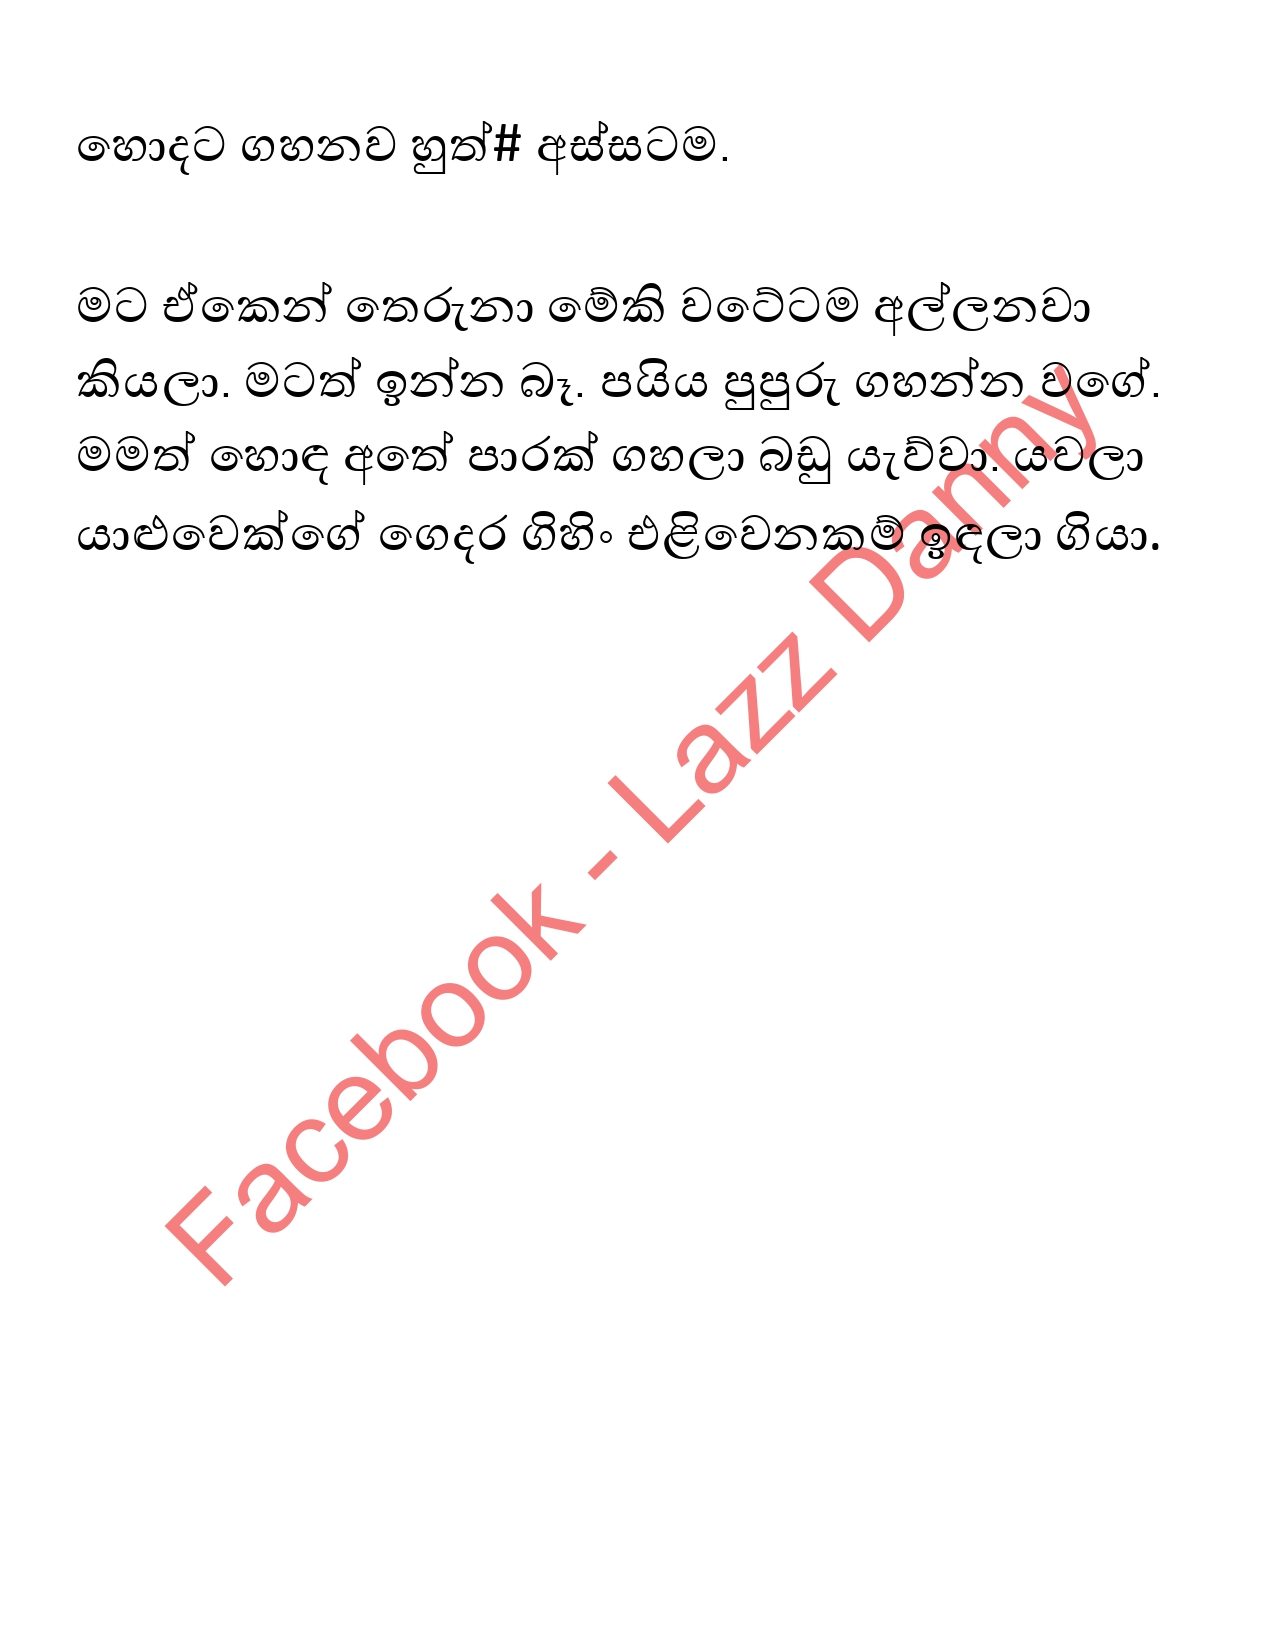 හොදට ගහනව හුත්# අස්සටම.
මට ඒකෙන් තෙරුනා මේකි වටේටම අල්ලනවා
කියලා. මටත් ඉන්න බෑ. පයිය පුපුරු ගහන්න වගේ.
මමත් හොඳ අතේ පාරක් ගහලා බඩු යැව්වා. යවලා
යාළුවෙක්ගේ ගෙදර ගිහිං එළිවෙනකම් ඉඳලා ගියා.
Facebook - Lazz Danny